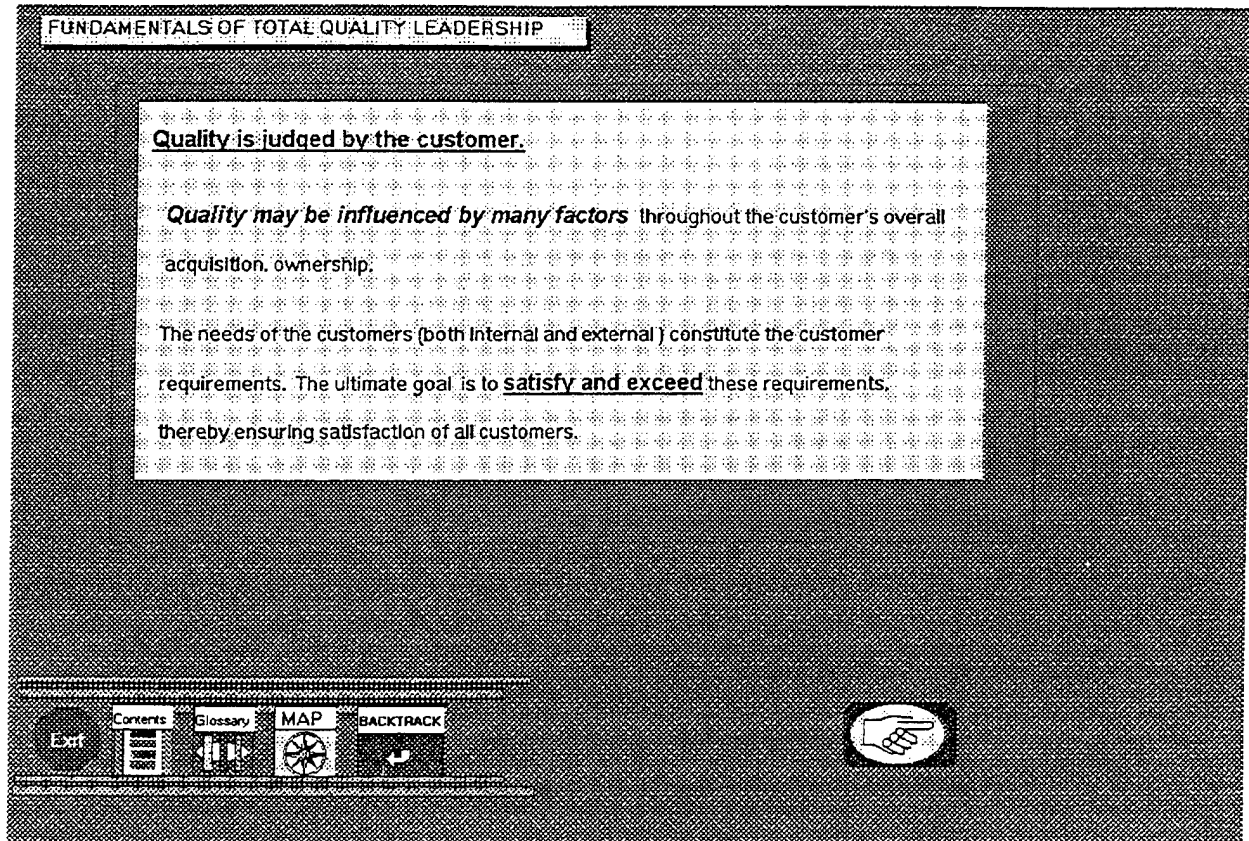 FUNDAMENTALS OF TOTAL QUALITY LEADERSHIP
Quality is judged by the customer.
Quality may be influenced by many factors throughout the customer's overall
acquisition, ownership.
The needs of the customers (both internal and external ) constitute the customer
requirements. The ultimate goal is to satisfy and exceed these requirements,
thereby ensuring satisfaction of all customers.
Exit
Contents
Glossary
MAP
BACKTRACK